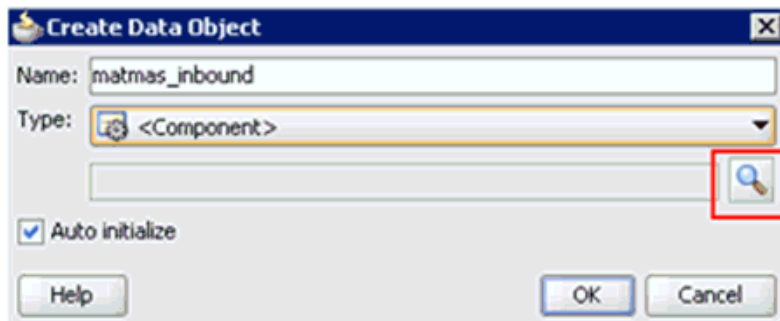 Create Data Object
Name: matmas_inbound
Type: <Component>
Auto initialize
Help OK Cancel